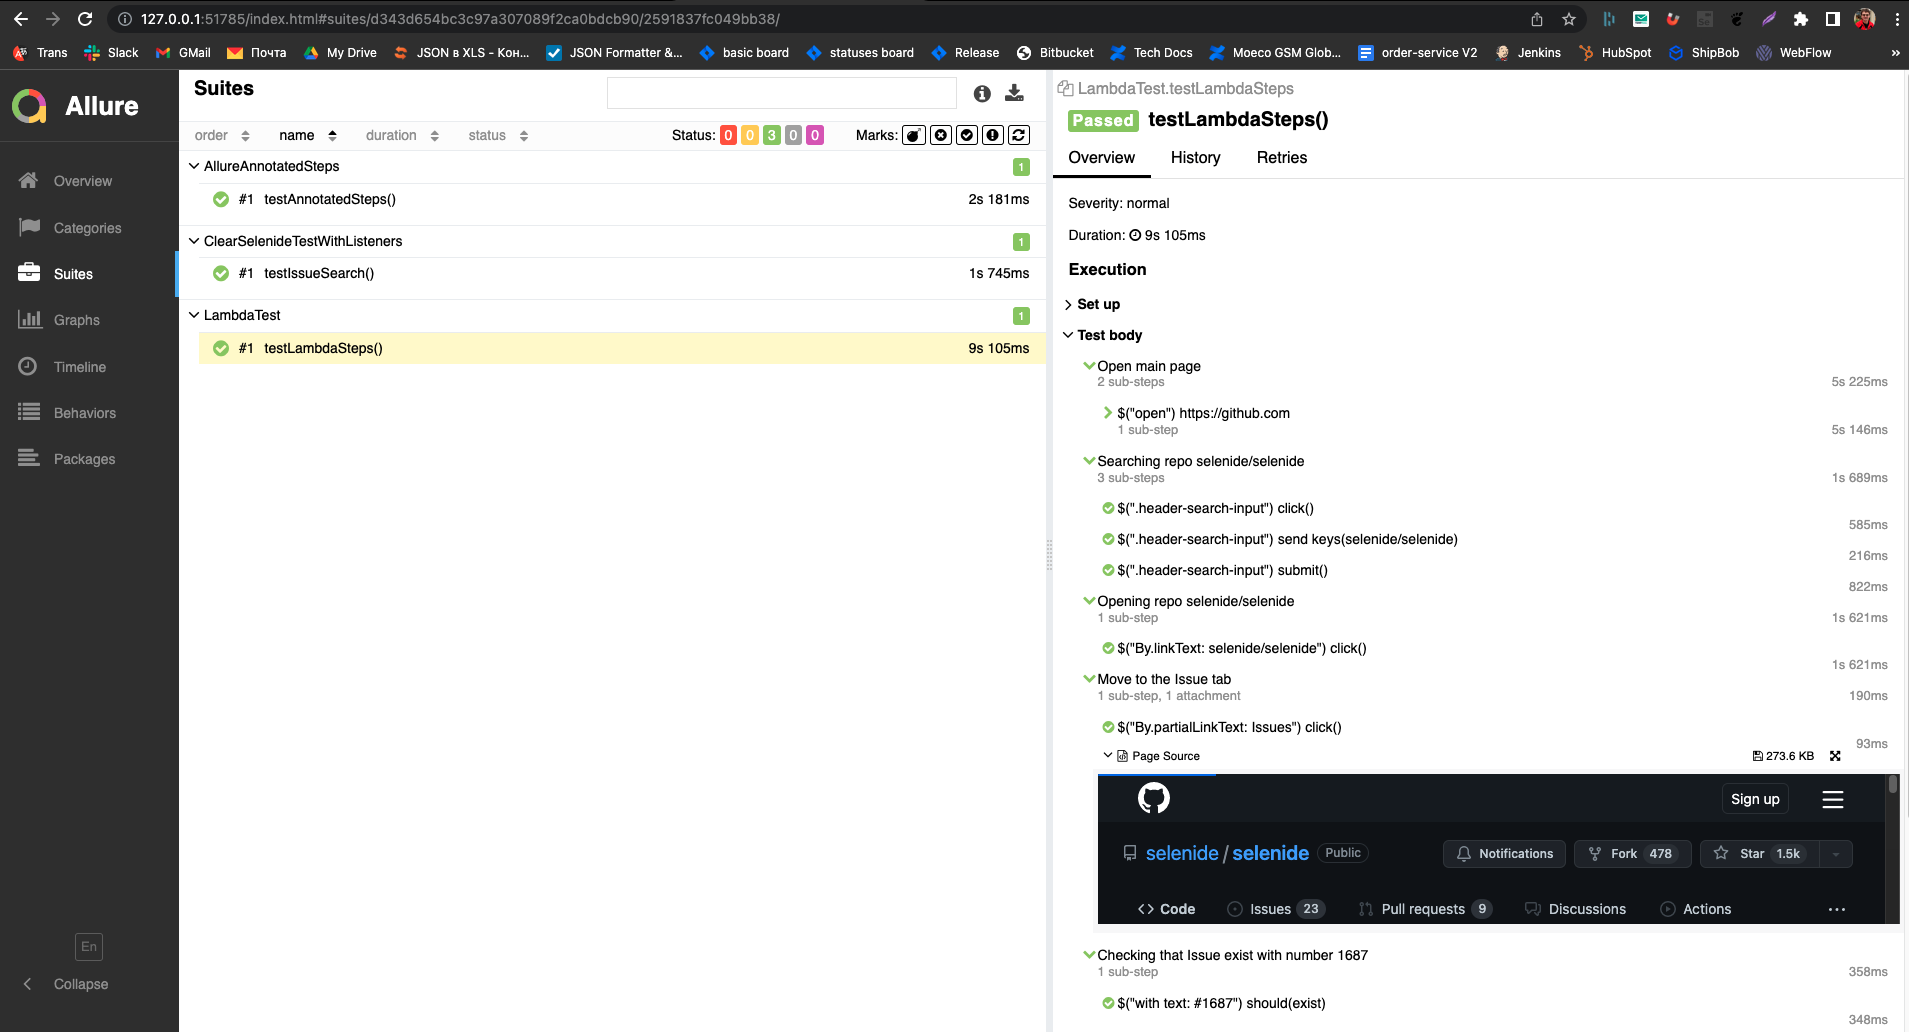 127.0.0.1:51785/index.html#suites/d343d654bc3c97a307089f2ca0bdcb90/2591837fc049bb38/
Trans Slack GMail Почта My Drive JSON в XLS - Кон... JSON Formatter &... basic board statuses board Release Bitbucket Tech Docs Moeco GSM Glob... order-service V2 Jenkins HubSpot ShipBob WebFlow »
Allure
Overview
Categories
Suites
Graphs
Timeline
Behaviors
Packages
En
Collapse
Suites
order name duration status Status: 0 0 3 0 0 Marks:
AllureAnnotatedSteps 1
#1 testAnnotatedSteps() 2s 181ms
ClearSelenideTestWithListeners 1
#1 testIssueSearch() 1s 745ms
LambdaTest 1
#1 testLambdaSteps() 9s 105ms
LambdaTest.testLambdaSteps
Passed testLambdaSteps()
Overview History Retries
Severity: normal
Duration: 9s 105ms
Execution
Set up
Test body
Open main page
2 sub-steps 5s 225ms
$("open") https://github.com
1 sub-step 5s 146ms
Searching repo selenide/selenide
3 sub-steps 1s 689ms
$(".header-search-input") click()
585ms
$(".header-search-input") send keys(selenide/selenide)
216ms
$(".header-search-input") submit()
822ms
Opening repo selenide/selenide
1 sub-step 1s 621ms
$("By.linkText: selenide/selenide") click()
1s 621ms
Move to the Issue tab
1 sub-step, 1 attachment 190ms
$("By.partialLinkText: Issues") click()
93ms
Page Source 273.6 KB
Sign up
selenide / selenide Public Notifications Fork 478 Star 1.5k
Code Issues 23 Pull requests 9 Discussions Actions ...
Checking that Issue exist with number 1687
1 sub-step 358ms
$("with text: #1687") should(exist)
348ms